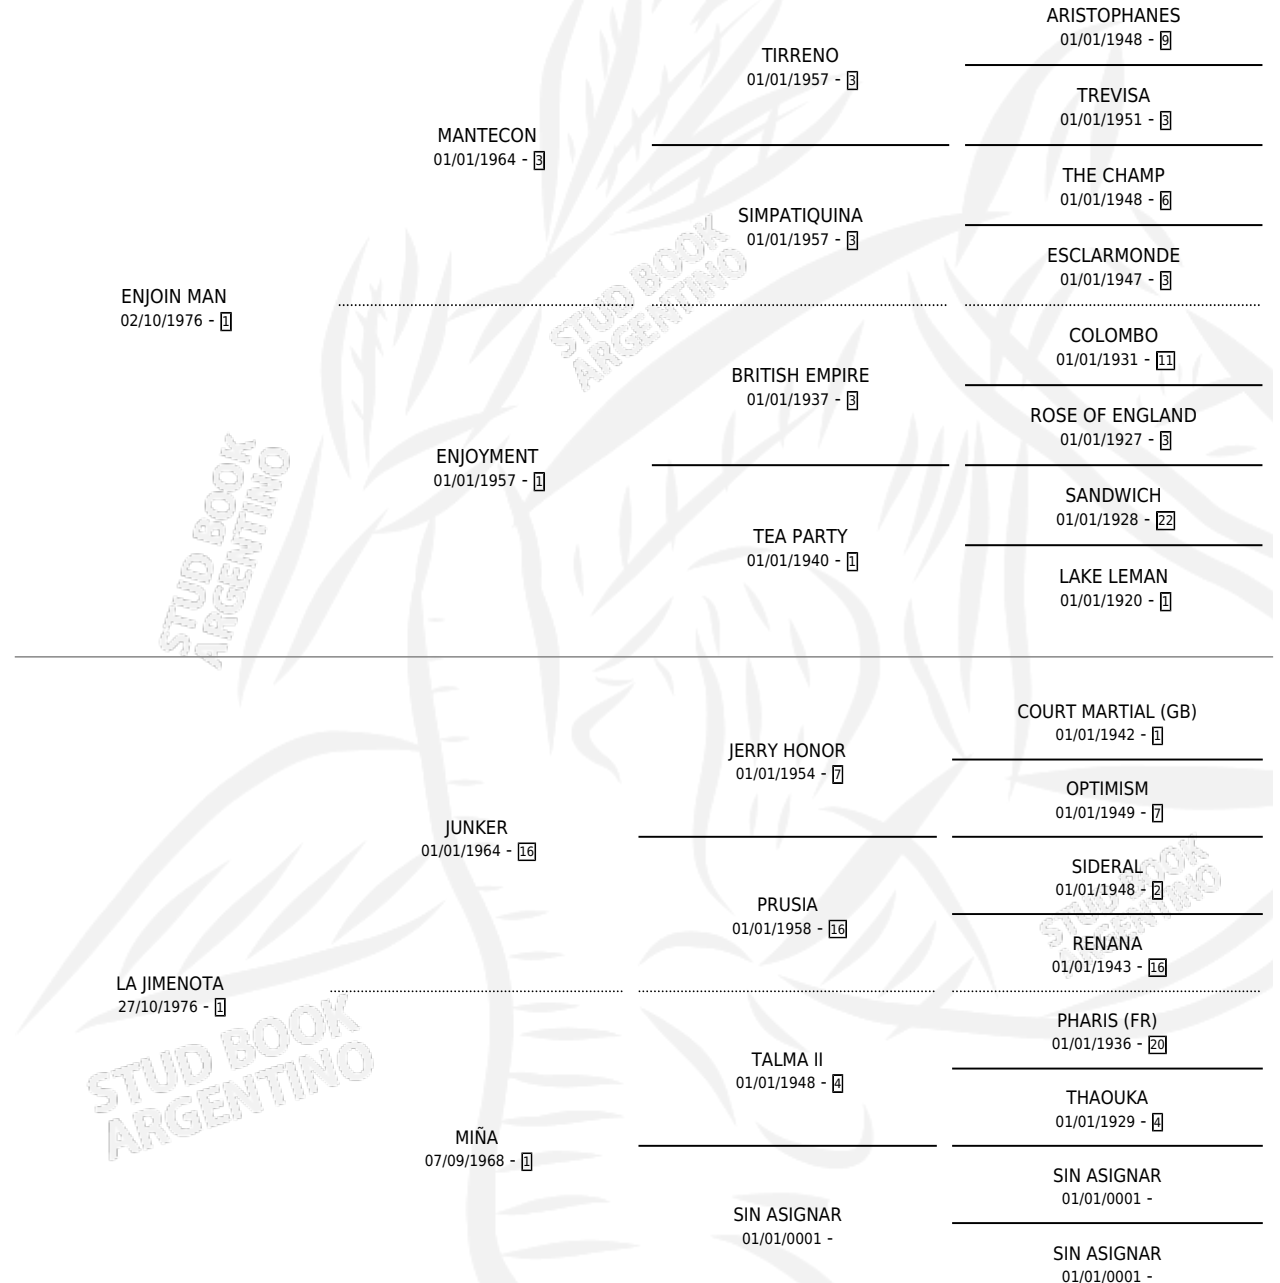 ARISTOPHANES
01/01/1948 - 9
TIRRENO
01/01/1957 - 3
TREVISA
01/01/1951 - 3
MANTECON
01/01/1964 - 3
THE CHAMP
01/01/1948 - 6
SIMPATIQUINA
01/01/1957 - 3
ESCLARMONDE
01/01/1947 - 3
ENJOIN MAN
02/10/1976 - 1
COLOMBO
01/01/1931 - 11
BRITISH EMPIRE
01/01/1937 - 3
ROSE OF ENGLAND
01/01/1927 - 3
ENJOYMENT
01/01/1957 - 1
SANDWICH
01/01/1928 - 22
TEA PARTY
01/01/1940 - 1
LAKE LEMAN
01/01/1920 - 1
COURT MARTIAL (GB)
01/01/1942 - 1
JERRY HONOR
01/01/1954 - 7
OPTIMISM
01/01/1949 - 7
JUNKER
01/01/1964 - 16
SIDERAL
01/01/1948 - 2
PRUSIA
01/01/1958 - 16
RENANA
01/01/1943 - 16
LA JIMENOTA
27/10/1976 - 1
PHARIS (FR)
01/01/1936 - 20
TALMA II
01/01/1948 - 4
THAOUKA
01/01/1929 - 4
MIÑA
07/09/1968 - 1
SIN ASIGNAR
01/01/0001 -
SIN ASIGNAR
01/01/0001 -
SIN ASIGNAR
01/01/0001 -
STUD BOOK
ARGENTINO
STUD BOOK
ARGENTINO
STUD BOOK
ARGENTINO
STUD BOOK
ARGENTINO